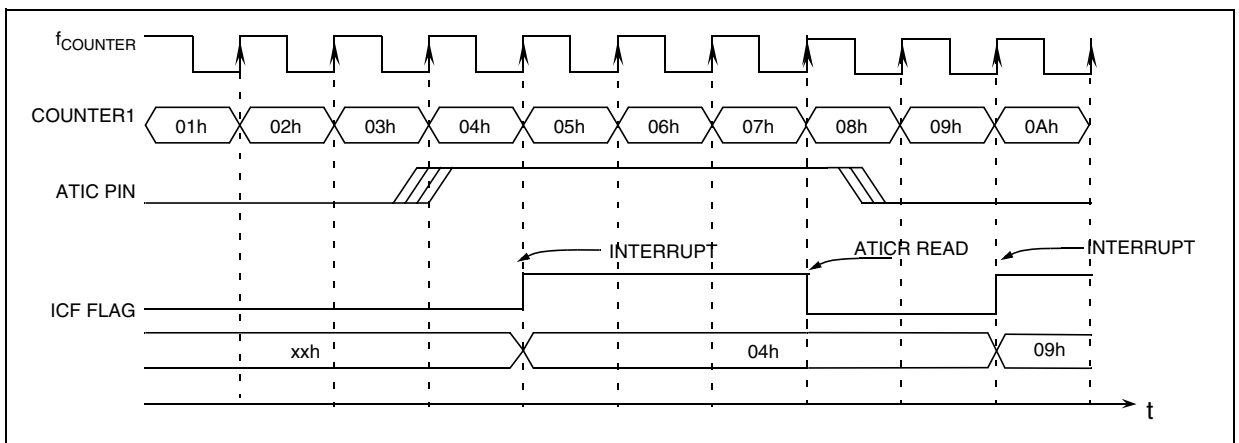 fCOUNTER
COUNTER1 01h 02h 03h 04h 05h 06h 07h 08h 09h 0Ah
ATIC PIN
INTERRUPT ATICR READ INTERRUPT
ICF FLAG
xxh 04h 09h
t